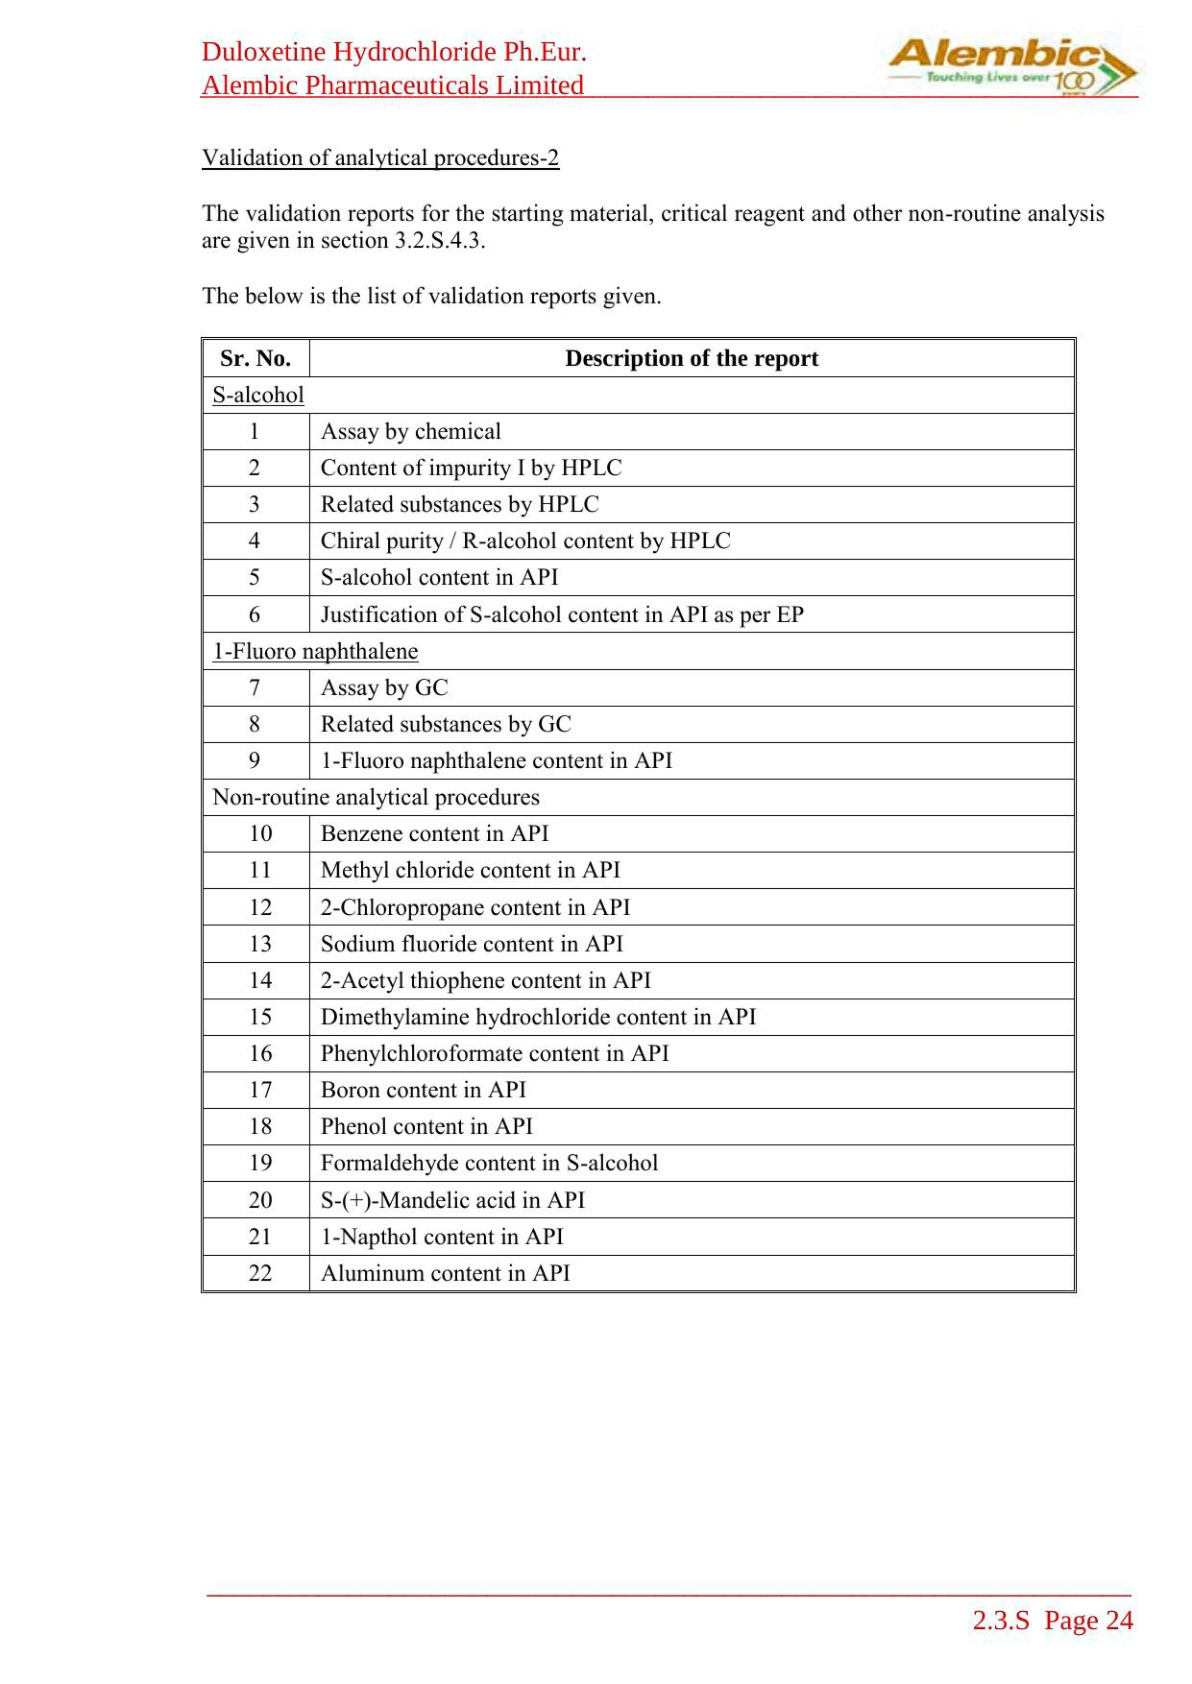 Duloxetine Hydrochloride Ph.Eur.
Alembic Pharmaceuticals Limited
Alembic
Touching Lives over 100
years
Validation of analytical procedures-2
The validation reports for the starting material, critical reagent and other non-routine analysis
are given in section 3.2.S.4.3.
The below is the list of validation reports given.
Sr. No. Description of the report
S-alcohol
1 Assay by chemical
2 Content of impurity I by HPLC
3 Related substances by HPLC
4 Chiral purity / R-alcohol content by HPLC
5 S-alcohol content in API
6 Justification of S-alcohol content in API as per EP
1-Fluoro naphthalene
7 Assay by GC
8 Related substances by GC
9 1-Fluoro naphthalene content in API
Non-routine analytical procedures
10 Benzene content in API
11 Methyl chloride content in API
12 2-Chloropropane content in API
13 Sodium fluoride content in API
14 2-Acetyl thiophene content in API
15 Dimethylamine hydrochloride content in API
16 Phenylchloroformate content in API
17 Boron content in API
18 Phenol content in API
19 Formaldehyde content in S-alcohol
20 S-(+)-Mandelic acid in API
21 1-Napthol content in API
22 Aluminum content in API
2.3.S Page 24